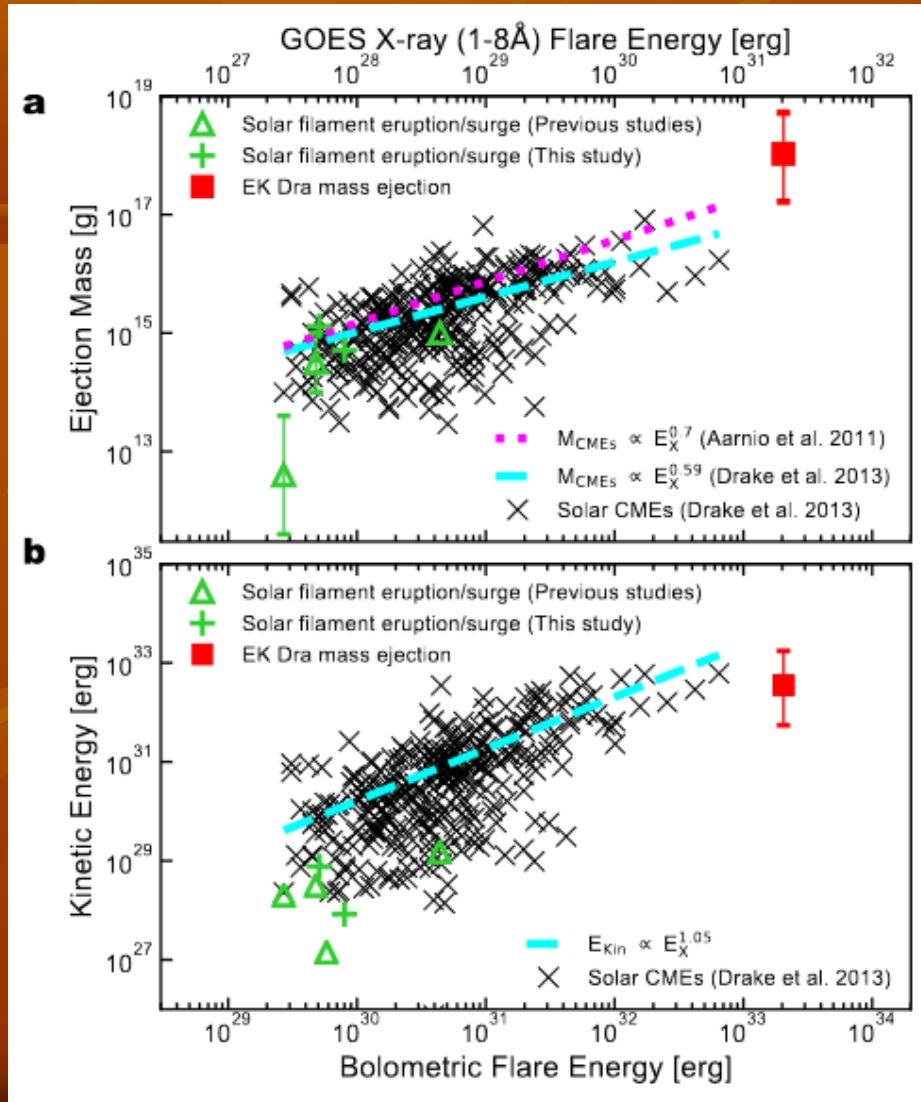 GOES X-ray (1-8Å) Flare Energy [erg]
10^27 10^28 10^29 10^30 10^31 10^32
a
10^19
10^17
10^15
10^13
Ejection Mass [g]
Solar filament eruption/surge (Previous studies)
Solar filament eruption/surge (This study)
EK Dra mass ejection
M_CMEs ∝ E_X^0.7 (Aarnio et al. 2011)
M_CMEs ∝ E_X^0.59 (Drake et al. 2013)
Solar CMEs (Drake et al. 2013)
b
10^35
10^33
10^31
10^29
10^27
Kinetic Energy [erg]
Solar filament eruption/surge (Previous studies)
Solar filament eruption/surge (This study)
EK Dra mass ejection
E_Kin ∝ E_X^1.05
Solar CMEs (Drake et al. 2013)
10^29 10^30 10^31 10^32 10^33 10^34
Bolometric Flare Energy [erg]